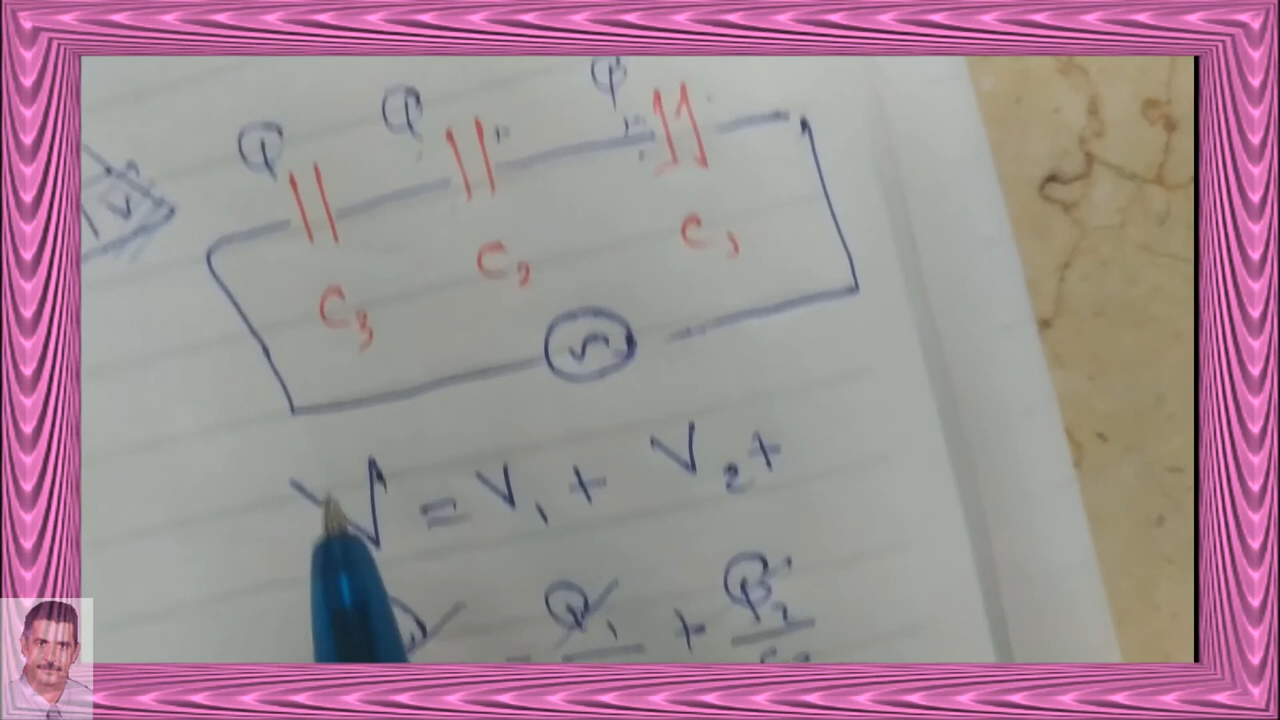 Q Q Q
C3 C2 C1
V
V = V1 + V2 +
= Q1 + Q2